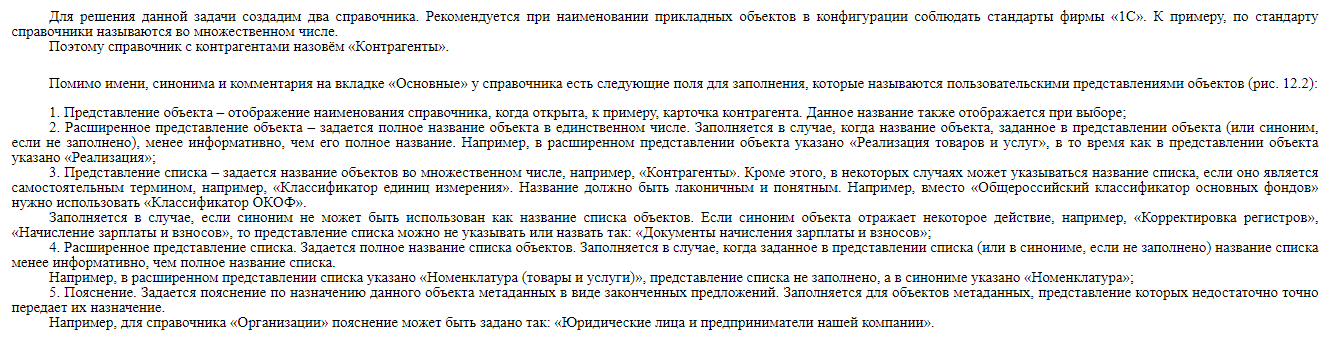 Для решения данной задачи создадим два справочника. Рекомендуется при наименовании прикладных объектов в конфигурации соблюдать стандарты фирмы «1С». К примеру, по стандарту
справочники называются во множественном числе.
Поэтому справочник с контрагентами назовём «Контрагенты».
Помимо имени, синонима и комментария на вкладке «Основные» у справочника есть следующие поля для заполнения, которые называются пользовательскими представлениями объектов (рис. 12.2):
1. Представление объекта – отображение наименования справочника, когда открыта, к примеру, карточка контрагента. Данное название также отображается при выборе;
2. Расширенное представление объекта – задается полное название объекта в единственном числе. Заполняется в случае, когда название объекта, заданное в представлении объекта (или синоним,
если не заполнено), менее информативно, чем его полное название. Например, в расширенном представлении объекта указано «Реализация товаров и услуг», в то время как в представлении объекта
указано «Реализация»;
3. Представление списка – задается название объектов во множественном числе, например, «Контрагенты». Кроме этого, в некоторых случаях может указываться название списка, если оно является
самостоятельным термином, например, «Классификатор единиц измерения». Название должно быть лаконичным и понятным. Например, вместо «Общероссийский классификатор основных фондов»
нужно использовать «Классификатор ОКОФ».
Заполняется в случае, если синоним не может быть использован как название списка объектов. Если синоним объекта отражает некоторое действие, например, «Корректировка регистров»,
«Начисление зарплаты и взносов», то представление списка можно не указывать или назвать так: «Документы начисления зарплаты и взносов»;
4. Расширенное представление списка. Задается полное название списка объектов. Заполняется в случае, когда заданное в представлении списка (или в синониме, если не заполнено) название списка
менее информативно, чем полное название списка.
Например, в расширенном представлении списка указано «Номенклатура (товары и услуги)», представление списка не заполнено, а в синониме указано «Номенклатура»;
5. Пояснение. Задается пояснение по назначению данного объекта метаданных в виде законченных предложений. Заполняется для объектов метаданных, представление которых недостаточно точно
передает их назначение.
Например, для справочника «Организации» пояснение может быть задано так: «Юридические лица и предприниматели нашей компании».